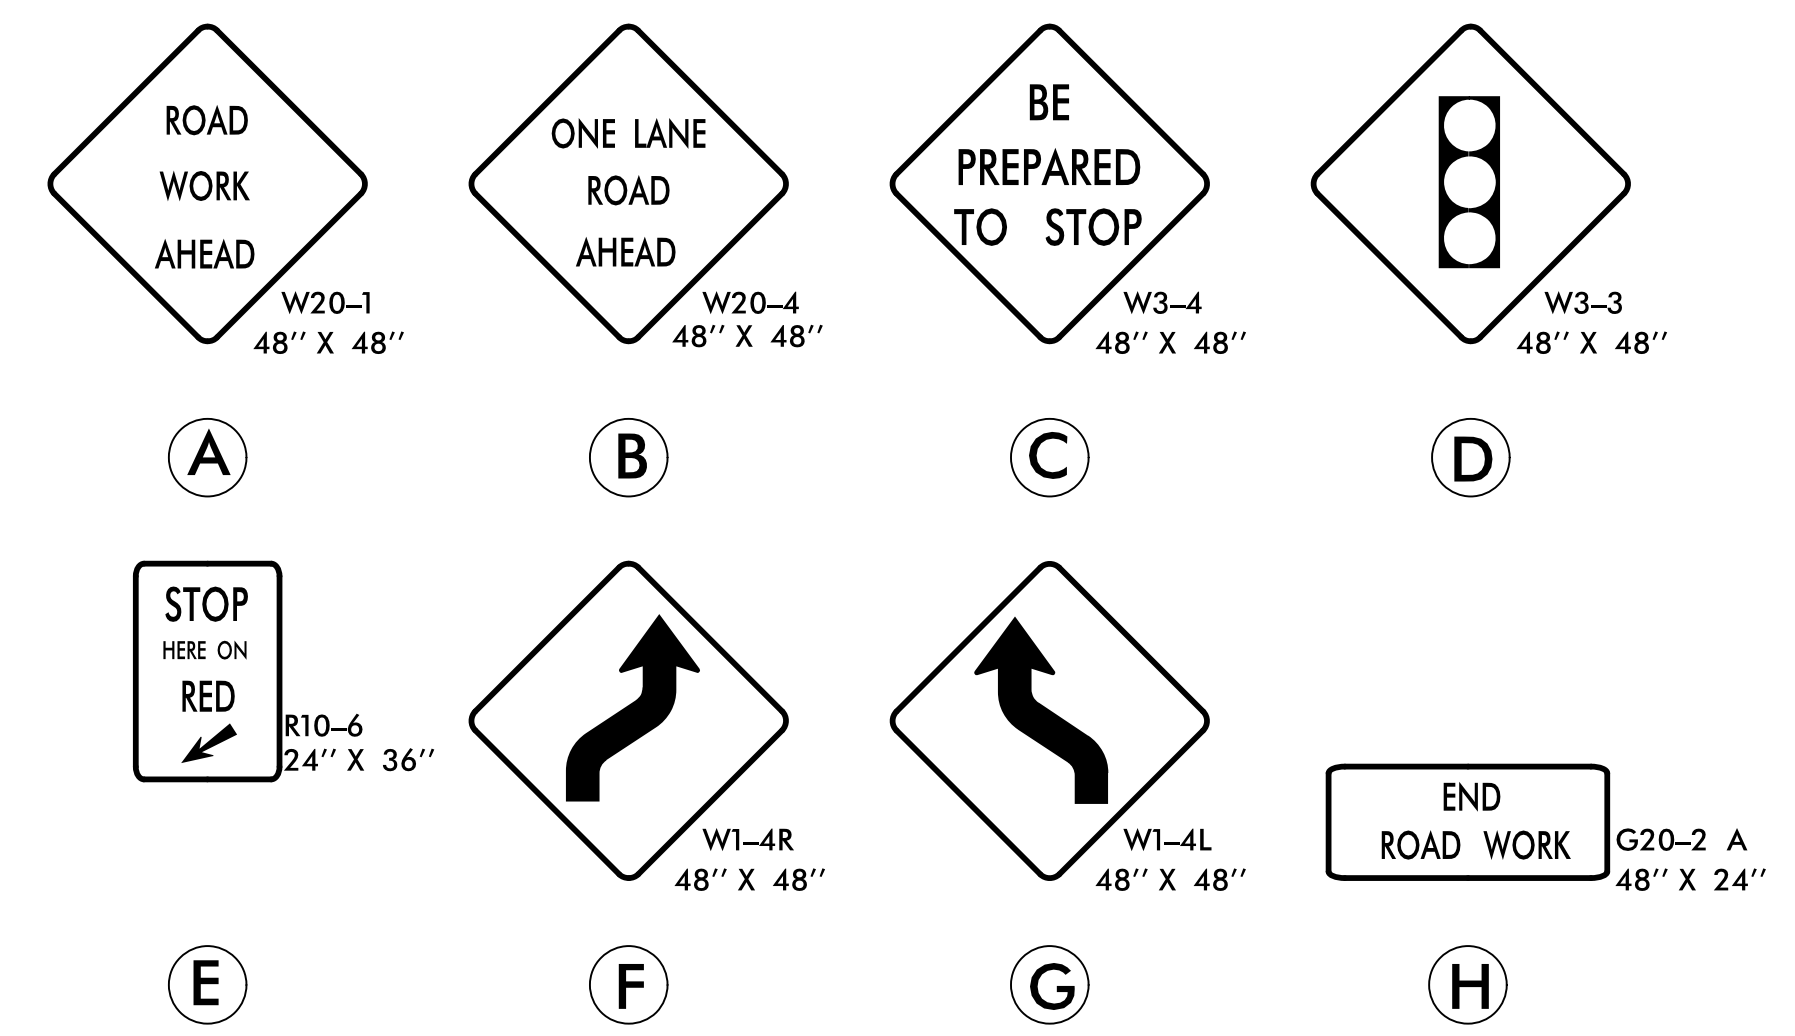 ROAD
WORK
AHEAD
W20–1
48’’ X 48’’
A
ONE LANE
ROAD
AHEAD
W20–4
48’’ X 48’’
B
BE
PREPARED
TO STOP
W3–4
48’’ X 48’’
C
W3–3
48’’ X 48’’
D
STOP
HERE ON
RED
R10–6
24’’ X 36’’
E
W1–4R
48’’ X 48’’
F
W1–4L
48’’ X 48’’
G
END
ROAD WORK
G20–2 A
48’’ X 24’’
H